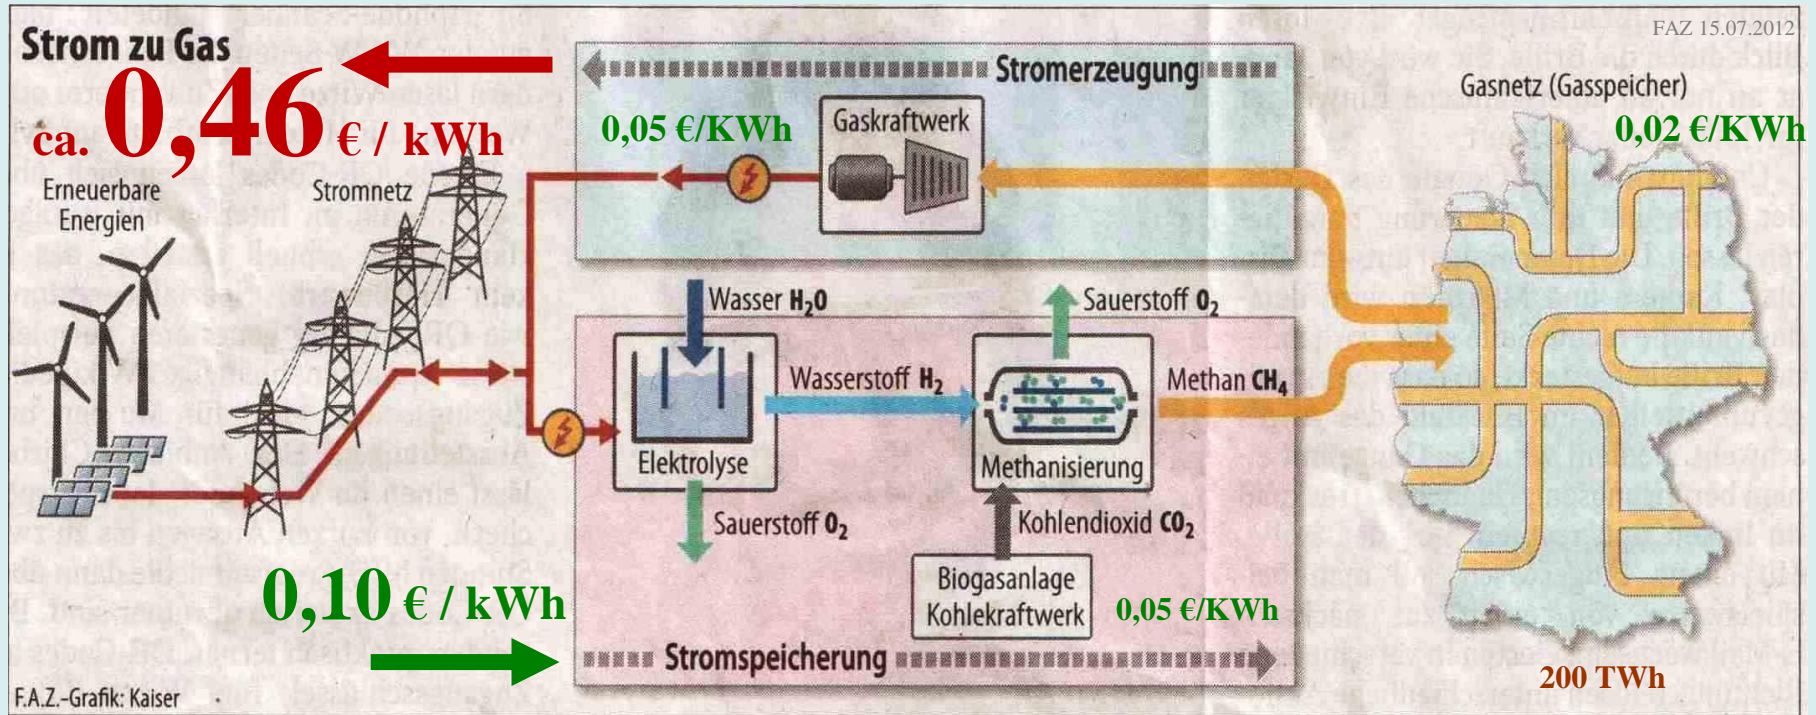 FAZ 15.07.2012
Strom zu Gas
ca. 0,46 € / kWh
Stromerzeugung
Gasnetz (Gasspeicher)
0,02 €/KWh
0,05 €/KWh
Gaskraftwerk
Erneuerbare
Energien
Stromnetz
Wasser H₂O
Sauerstoff O₂
Wasserstoff H₂
Methan CH₄
Elektrolyse
Methanisierung
Sauerstoff O₂
Kohlendioxid CO₂
Biogasanlage
Kohlekraftwerk
0,05 €/KWh
0,10 € / kWh
Stromspeicherung
200 TWh
F.A.Z.-Grafik: Kaiser